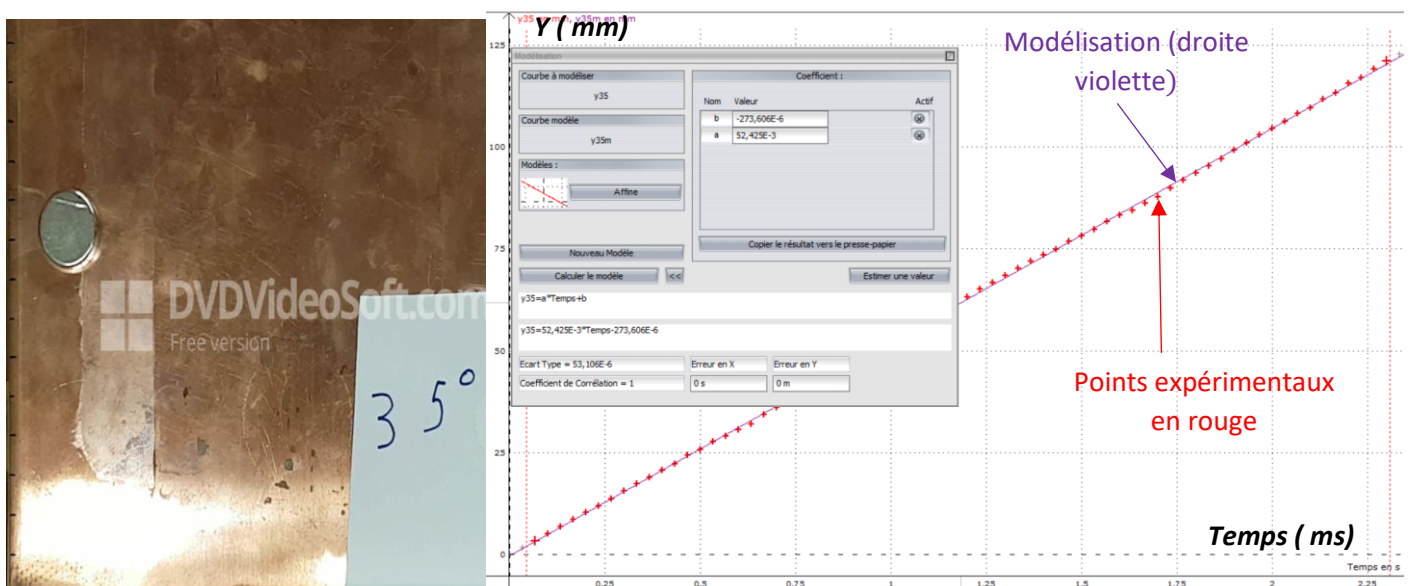 DVDVideoSoft.com
Free version
3 5°
y35 en mm, y35m en mm
Y ( mm)
125
100
75
50
25
0
Modélisation
Courbe à modéliser
y35
Courbe modèle
y35m
Modèles :
Affine
Nouveau Modèle
Calculer le modèle
<<
Coefficient :
Nom Valeur Actif
b -273,606E-6
a 52,425E-3
Copier le résultat vers le presse-papier
Estimer une valeur
y35=a*Temps+b
y35=52,425E-3*Temps-273,606E-6
Ecart Type = 53,106E-6
Erreur en X
Erreur en Y
Coefficient de Corrélation = 1
0 s
0 m
Modélisation (droite
violette)
Points expérimentaux
en rouge
Temps ( ms)
Temps en s
0.25 0.5 0.75 1 1.25 1.5 1.75 2 2.25